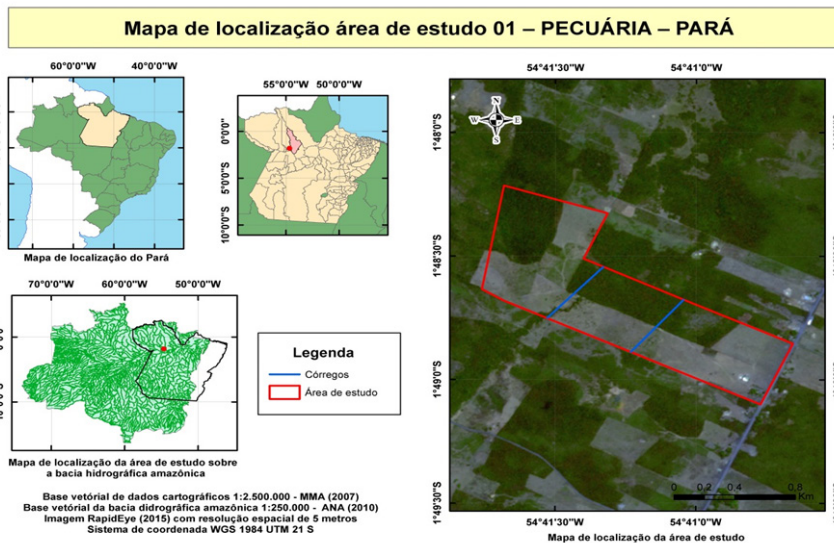 Mapa de localização área de estudo 01 – PECUÁRIA – PARÁ
60°0'0"W 40°0'0"W
Mapa de localização do Pará
55°0'0"W 50°0'0"W
0°0'0"
5°0'0"S
10°0'0"S
70°0'0"W 60°0'0"W 50°0'0"W
Mapa de localização da área de estudo sobre
a bacia hidrográfica amazônica
Legenda
Córregos
Área de estudo
Base vetórial de dados cartográficos 1:2.500.000 - MMA (2007)
Base vetórial da bacia didrográfica amazônica 1:250.000 - ANA (2010)
Imagem RapidEye (2015) com resolução espacial de 5 metros
Sistema de coordenada WGS 1984 UTM 21 S
54°41'30"W 54°41'0"W
N
W E
S
1°48'0"S
1°48'30"S
1°49'0"S
1°49'30"S
0 0.2 0.4 0.8
Km
54°41'30"W 54°41'0"W
Mapa de localização da área de estudo